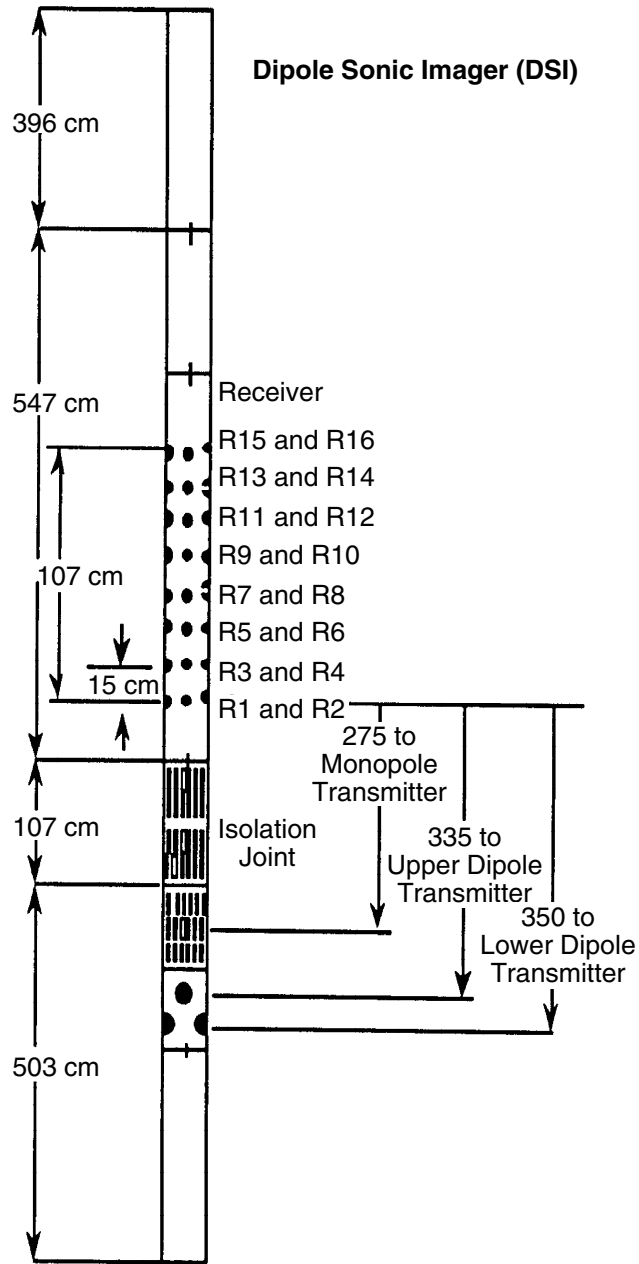 Dipole Sonic Imager (DSI)
396 cm
547 cm
Receiver
R15 and R16
R13 and R14
R11 and R12
R9 and R10
107 cm
R7 and R8
R5 and R6
R3 and R4
15 cm
R1 and R2
275 to
Monopole
Transmitter
107 cm
Isolation
Joint
335 to
Upper Dipole
Transmitter
350 to
Lower Dipole
Transmitter
503 cm